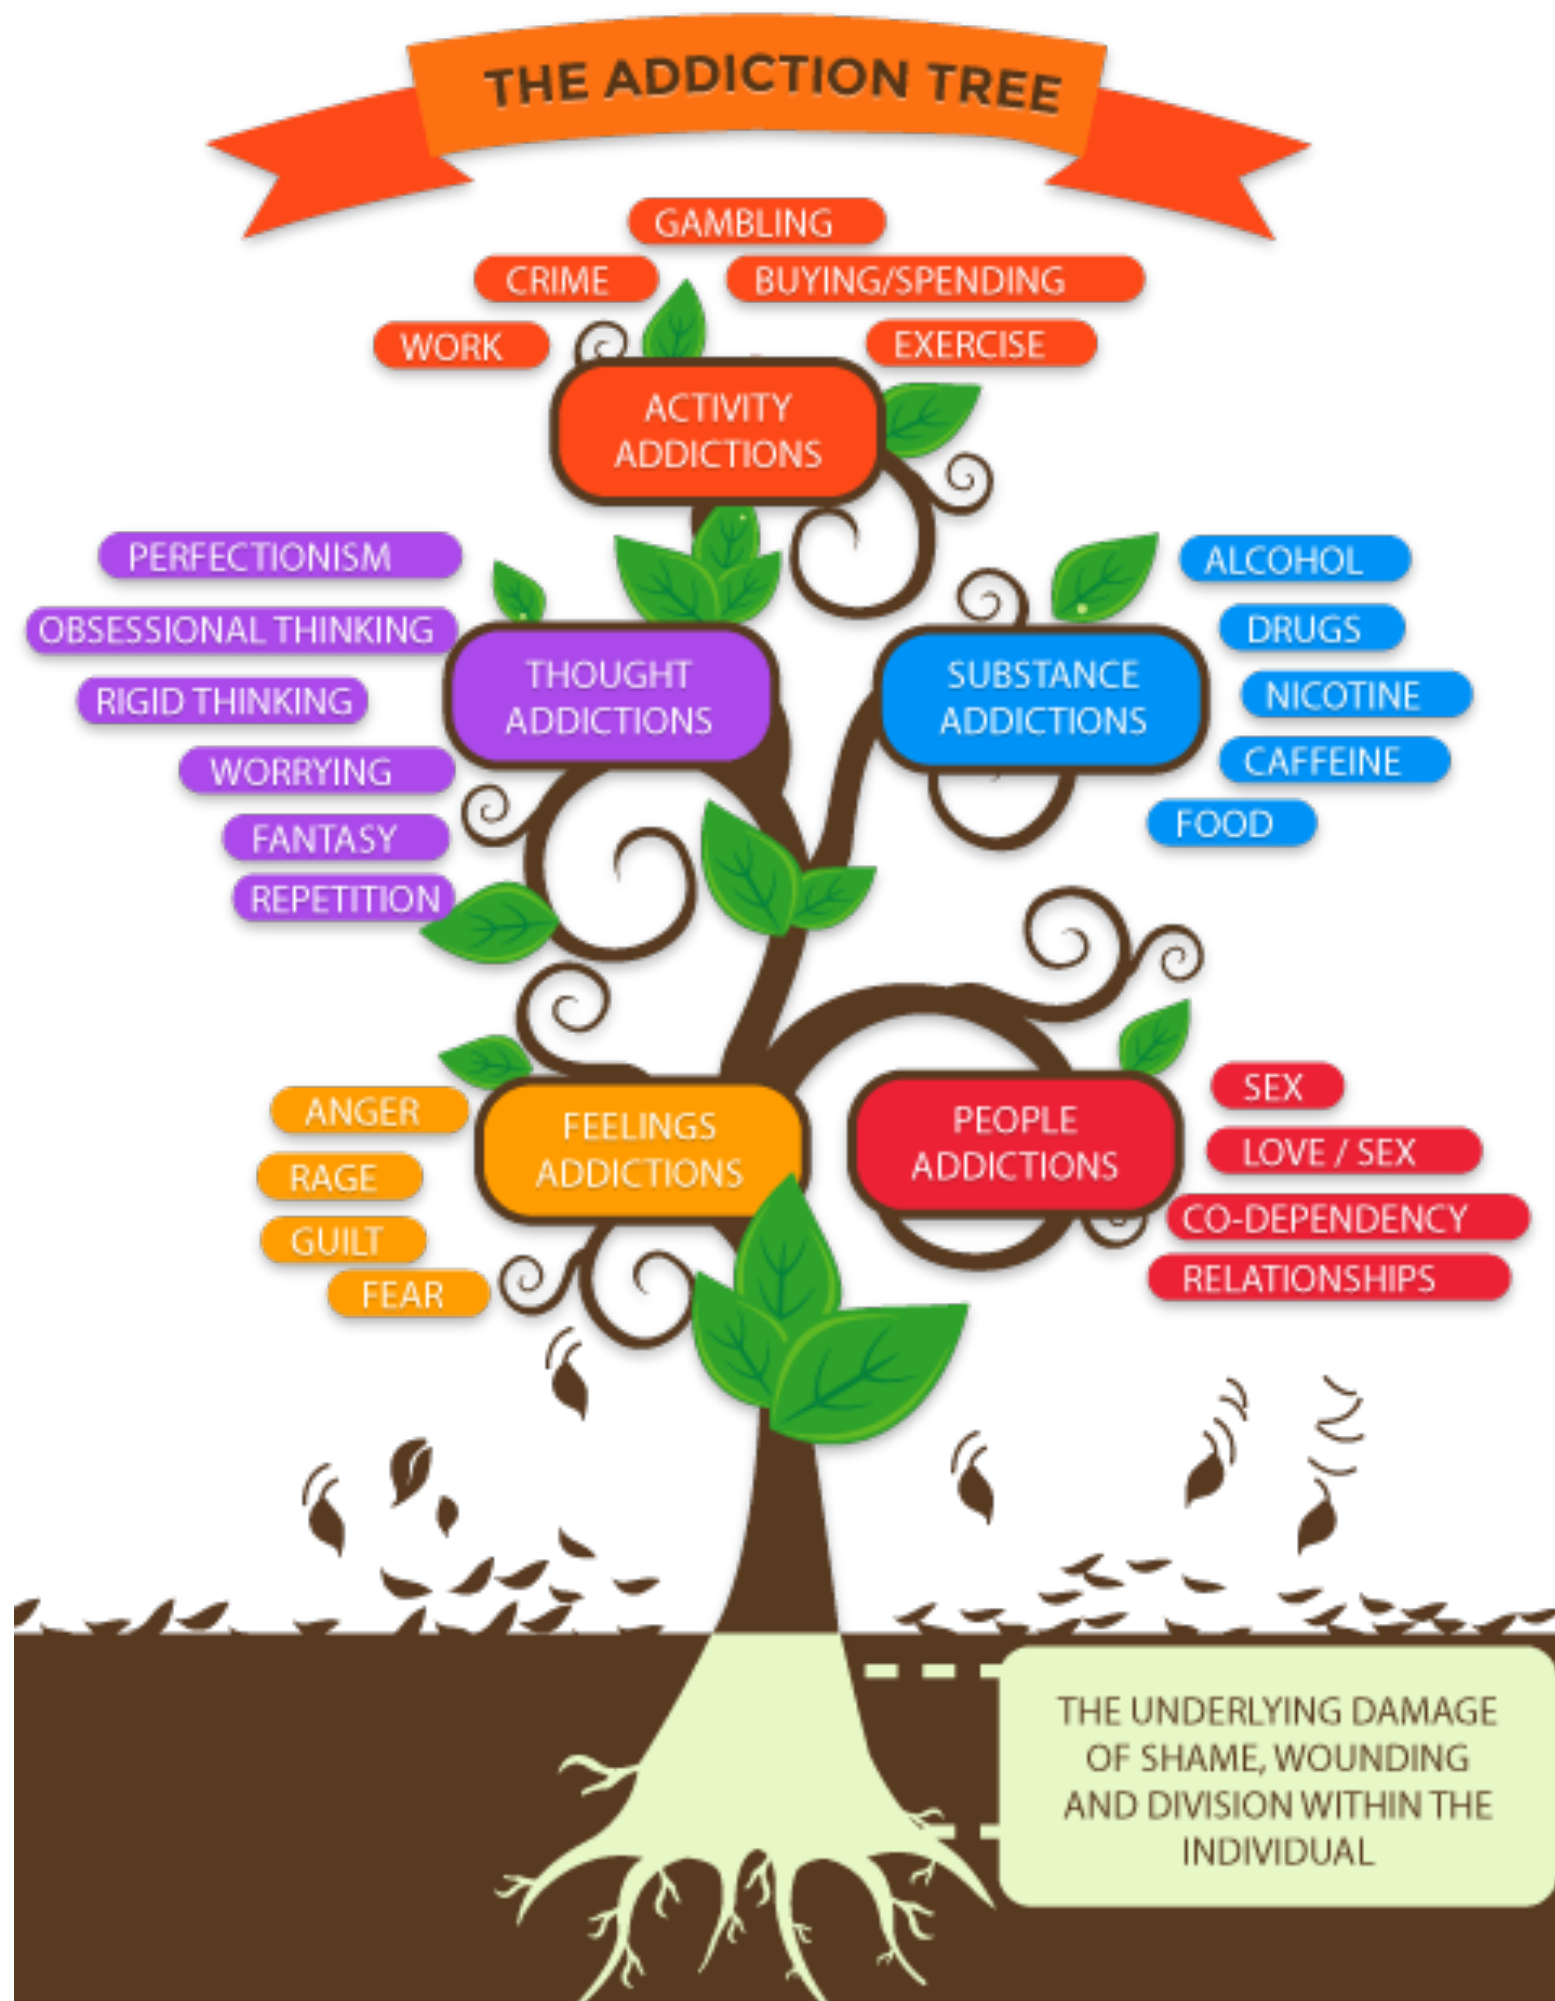 THE ADDICTION TREE
GAMBLING
CRIME
BUYING/SPENDING
WORK
EXERCISE
ACTIVITY
ADDICTIONS
PERFECTIONISM
OBSESSIONAL THINKING
RIGID THINKING
WORRYING
FANTASY
REPETITION
THOUGHT
ADDICTIONS
SUBSTANCE
ADDICTIONS
ALCOHOL
DRUGS
NICOTINE
CAFFEINE
FOOD
ANGER
RAGE
GUILT
FEAR
FEELINGS
ADDICTIONS
PEOPLE
ADDICTIONS
SEX
LOVE / SEX
CO-DEPENDENCY
RELATIONSHIPS
THE UNDERLYING DAMAGE
OF SHAME, WOUNDING
AND DIVISION WITHIN THE
INDIVIDUAL